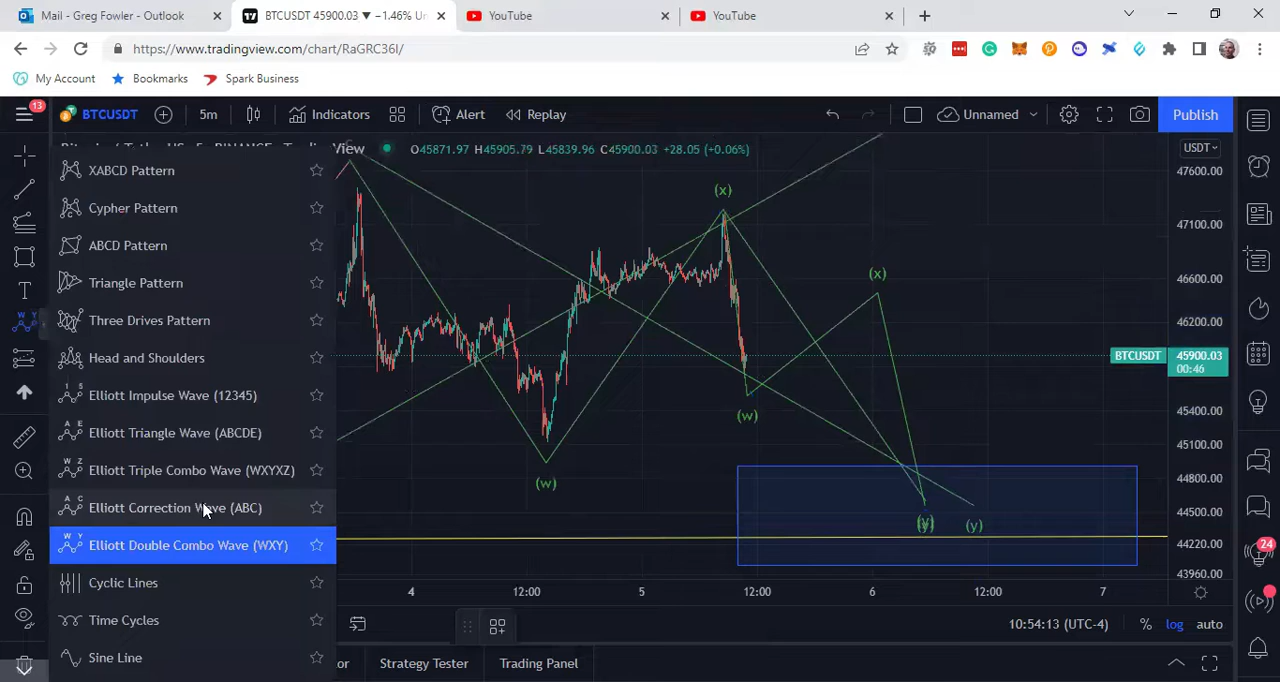 Mail - Greg Fowler - Outlook
BTCUSDT 45900.03 ▼ −1.46% Un
YouTube
YouTube
https://www.tradingview.com/chart/RaGRC36I/
My Account
Bookmarks
Spark Business
13
BTCUSDT
5m
Indicators
Alert
Replay
Unnamed
Publish
View
O45871.97 H45905.79 L45839.96 C45900.03 +28.05 (+0.06%)
USDT
XABCD Pattern
Cypher Pattern
ABCD Pattern
Triangle Pattern
Three Drives Pattern
Head and Shoulders
Elliott Impulse Wave (12345)
Elliott Triangle Wave (ABCDE)
Elliott Triple Combo Wave (WXYXZ)
Elliott Correction Wave (ABC)
Elliott Double Combo Wave (WXY)
Cyclic Lines
Time Cycles
Sine Line
(x)
(x)
(w)
(w)
(y)
47600.00
47100.00
46600.00
46200.00
BTCUSDT 45900.03
00:46
45400.00
45100.00
44800.00
44500.00
44220.00
43960.00
4
12:00
5
12:00
6
12:00
7
10:54:13 (UTC-4)
%
log
auto
or
Strategy Tester
Trading Panel
24